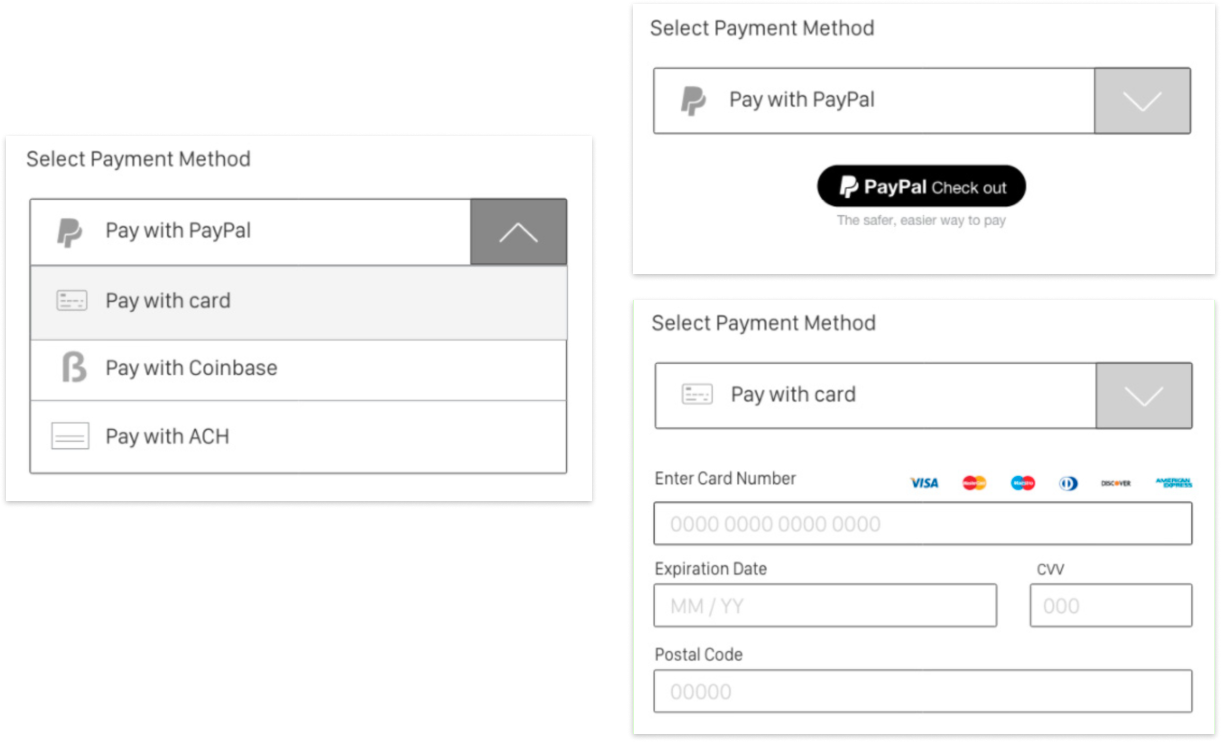 Select Payment Method
Pay with PayPal
Pay with card
Pay with Coinbase
Pay with ACH
Select Payment Method
Pay with PayPal
PayPal Check out
The safer, easier way to pay
Select Payment Method
Pay with card
Enter Card Number VISA MasterCard Maestro DISCOVER AMERICAN EXPRESS
0000 0000 0000 0000
Expiration Date CVV
MM / YY 000
Postal Code
00000